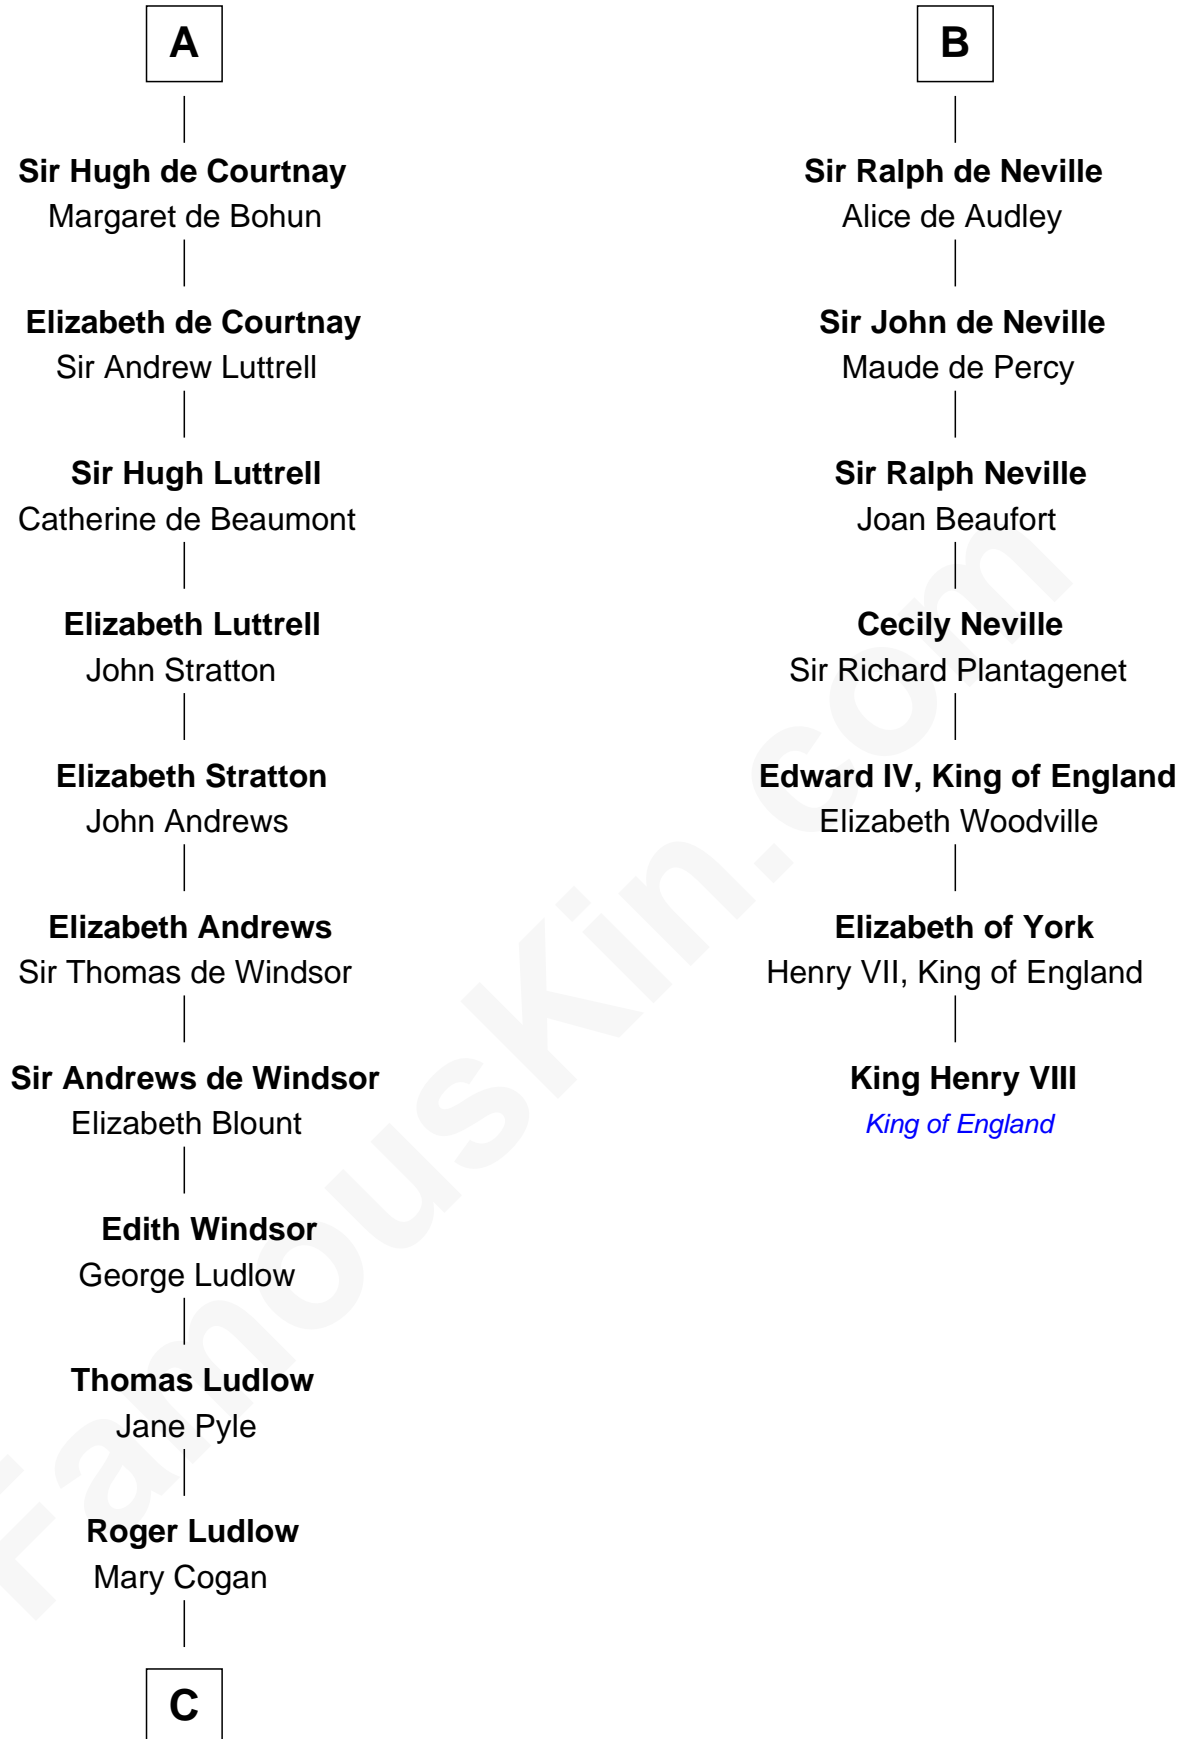 A
Sir Hugh de Courtnay
Margaret de Bohun
Elizabeth de Courtnay
Sir Andrew Luttrell
Sir Hugh Luttrell
Catherine de Beaumont
Elizabeth Luttrell
John Stratton
Elizabeth Stratton
John Andrews
Elizabeth Andrews
Sir Thomas de Windsor
Sir Andrews de Windsor
Elizabeth Blount
Edith Windsor
George Ludlow
Thomas Ludlow
Jane Pyle
Roger Ludlow
Mary Cogan
C
B
Sir Ralph de Neville
Alice de Audley
Sir John de Neville
Maude de Percy
Sir Ralph Neville
Joan Beaufort
Cecily Neville
Sir Richard Plantagenet
Edward IV, King of England
Elizabeth Woodville
Elizabeth of York
Henry VII, King of England
King Henry VIII
King of England
FamousKin.com